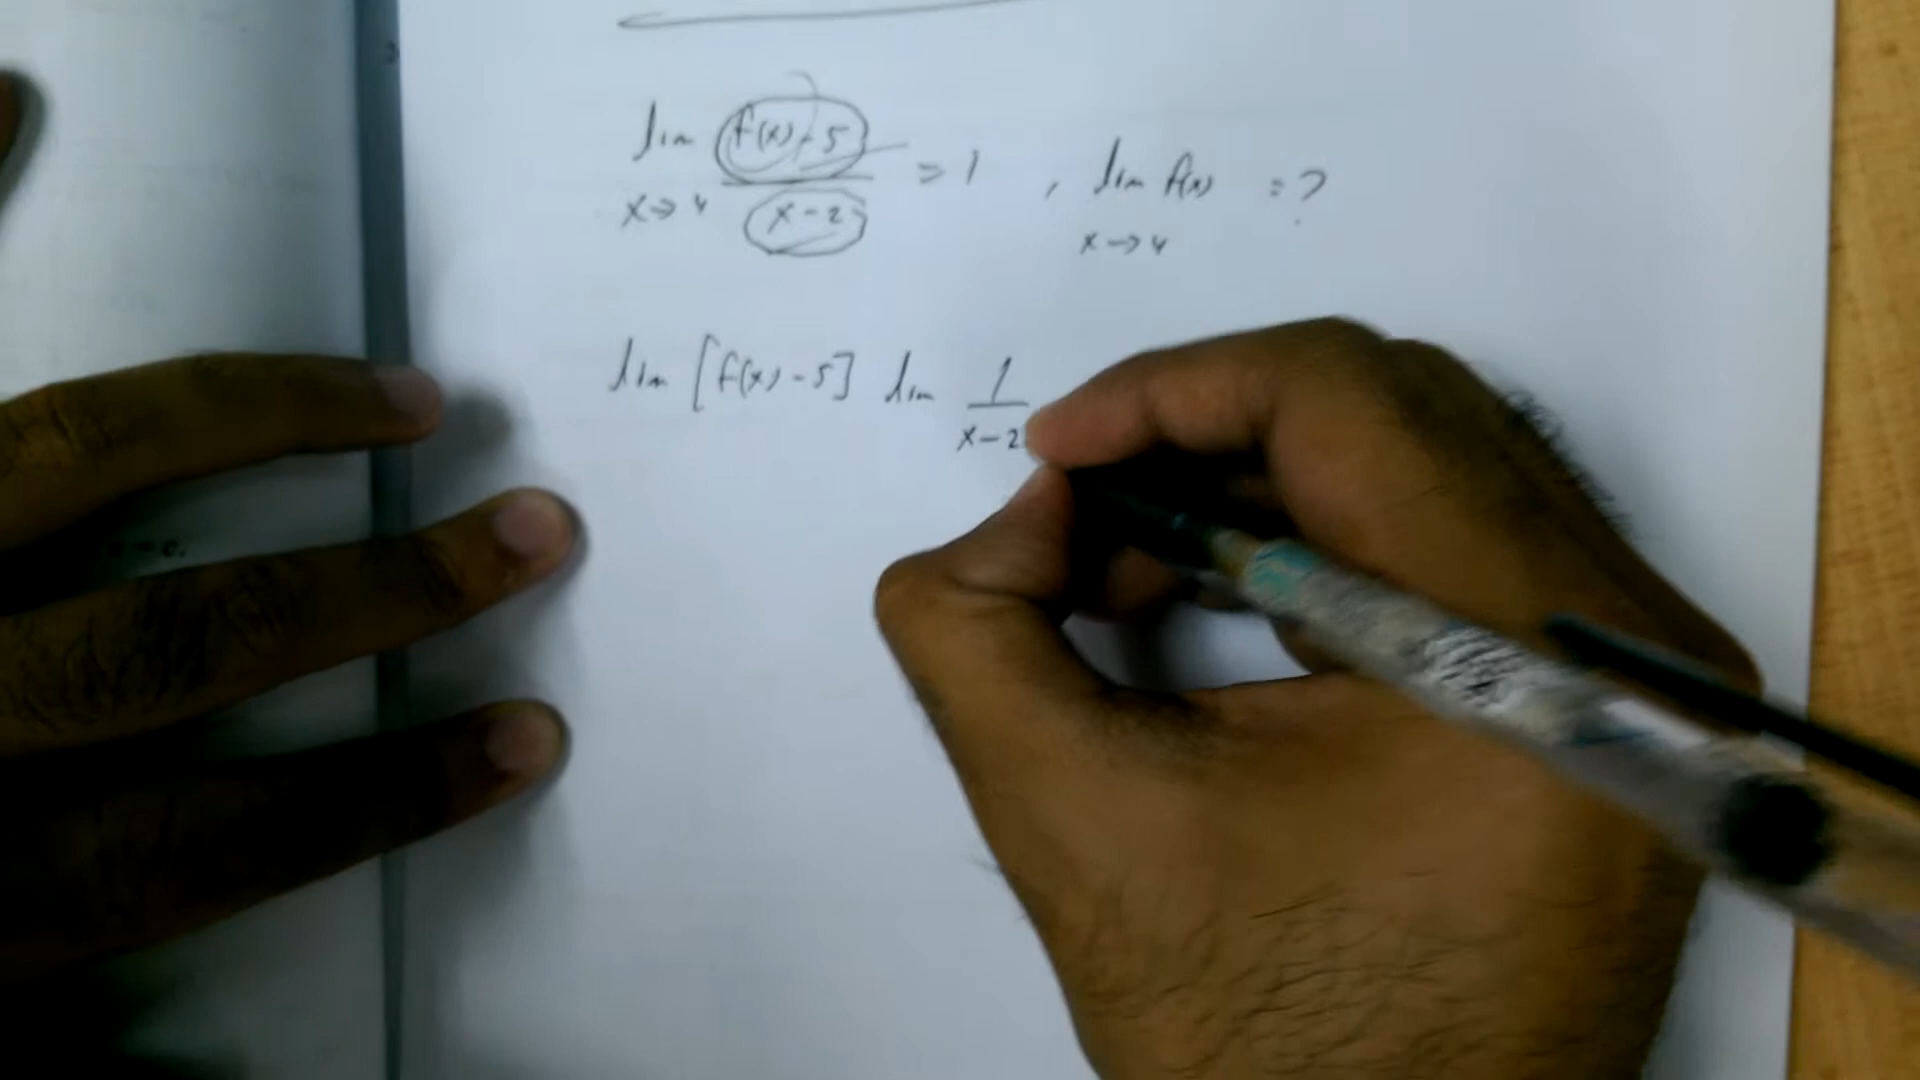 lim f(x)-5 / x-2 = 1 , lim f(x) = ?
x→4 x→4
lim [f(x)-5] lim 1 / x-2